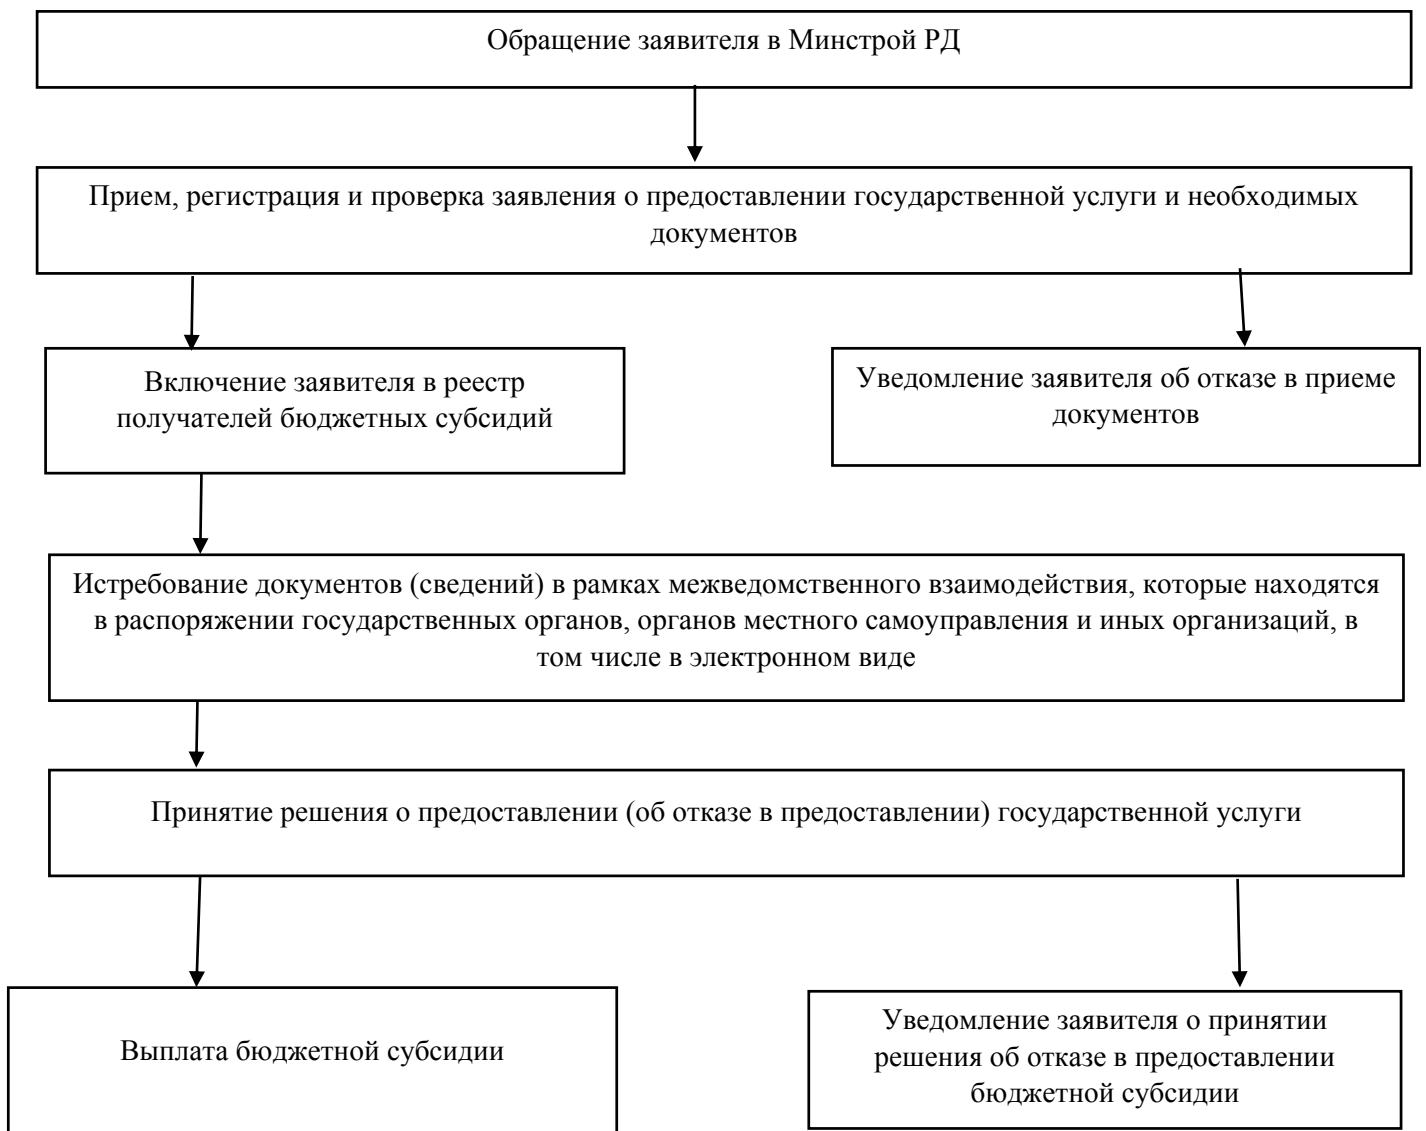 Обращение заявителя в Минстрой РД
Прием, регистрация и проверка заявления о предоставлении государственной услуги и необходимых
документов
Включение заявителя в реестр
получателей бюджетных субсидий
Уведомление заявителя об отказе в приеме
документов
Истребование документов (сведений) в рамках межведомственного взаимодействия, которые находятся
в распоряжении государственных органов, органов местного самоуправления и иных организаций, в
том числе в электронном виде
Принятие решения о предоставлении (об отказе в предоставлении) государственной услуги
Выплата бюджетной субсидии
Уведомление заявителя о принятии
решения об отказе в предоставлении
бюджетной субсидии